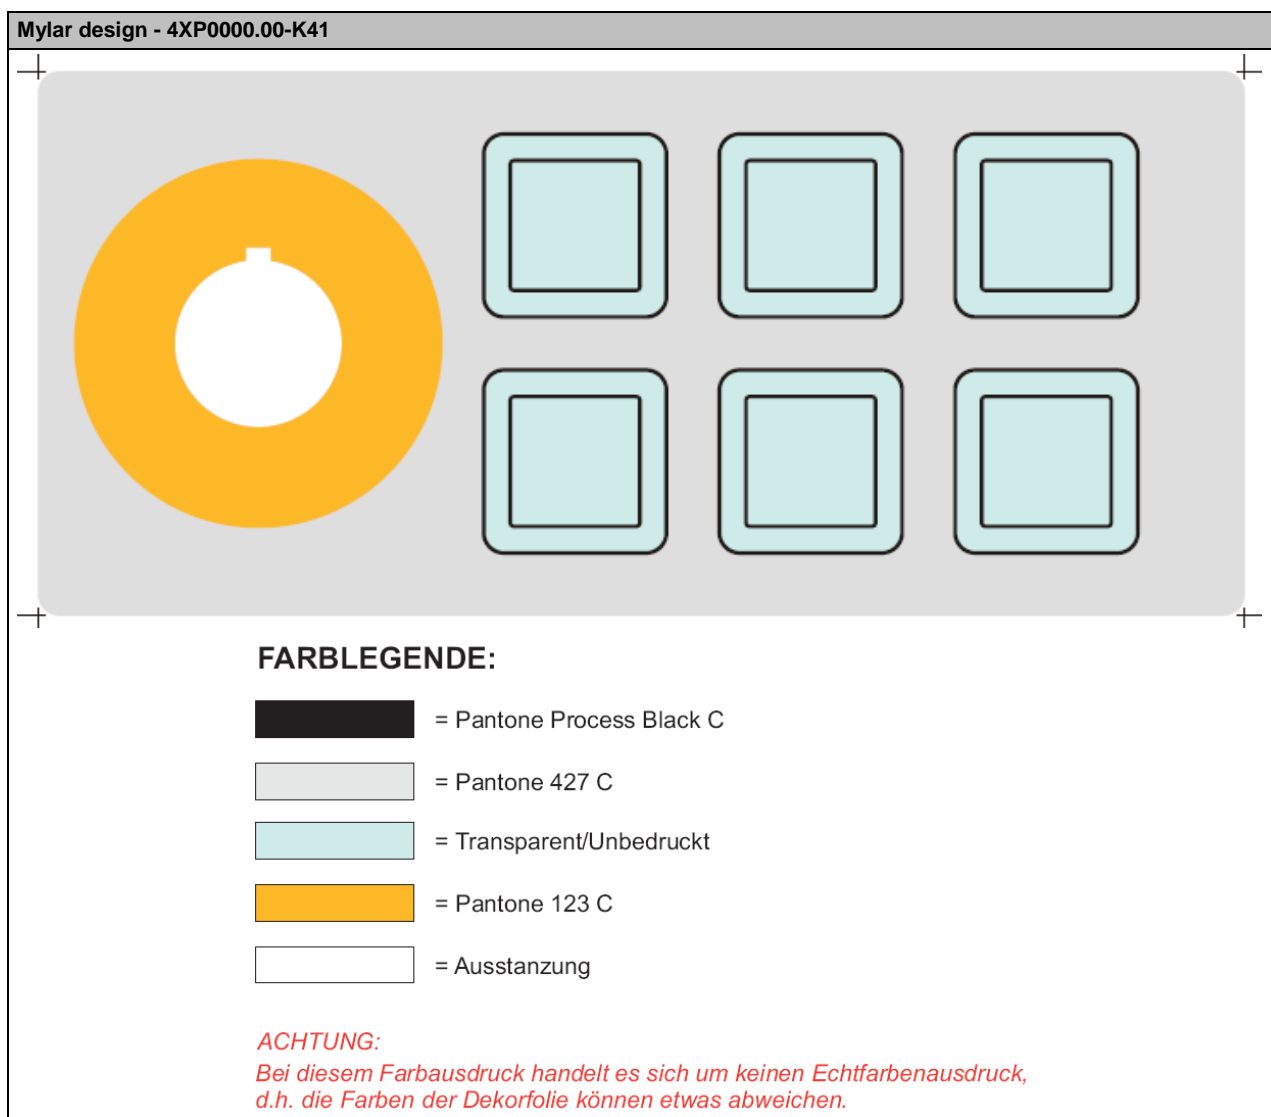 Mylar design - 4XP0000.00-K41
FARBLEGENDE:
= Pantone Process Black C
= Pantone 427 C
= Transparent/Unbedruckt
= Pantone 123 C
= Ausstanzung
ACHTUNG:
Bei diesem Farbausdruck handelt es sich um keinen Echtfarbenausdruck,
d.h. die Farben der Dekorfolie können etwas abweichen.